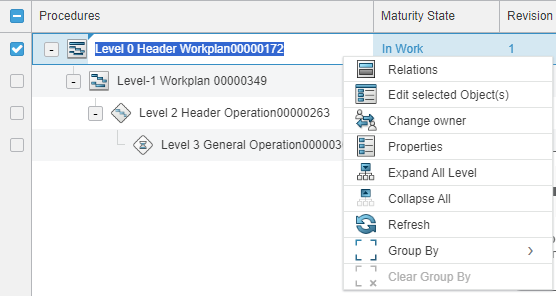 Procedures Maturity State Revision
Level 0 Header Workplan00000172 In Work 1
Level-1 Workplan 00000349
Level 2 Header Operation00000263
Level 3 General Operation000003
Relations
Edit selected Object(s)
Change owner
Properties
Expand All Level
Collapse All
Refresh
Group By
Clear Group By